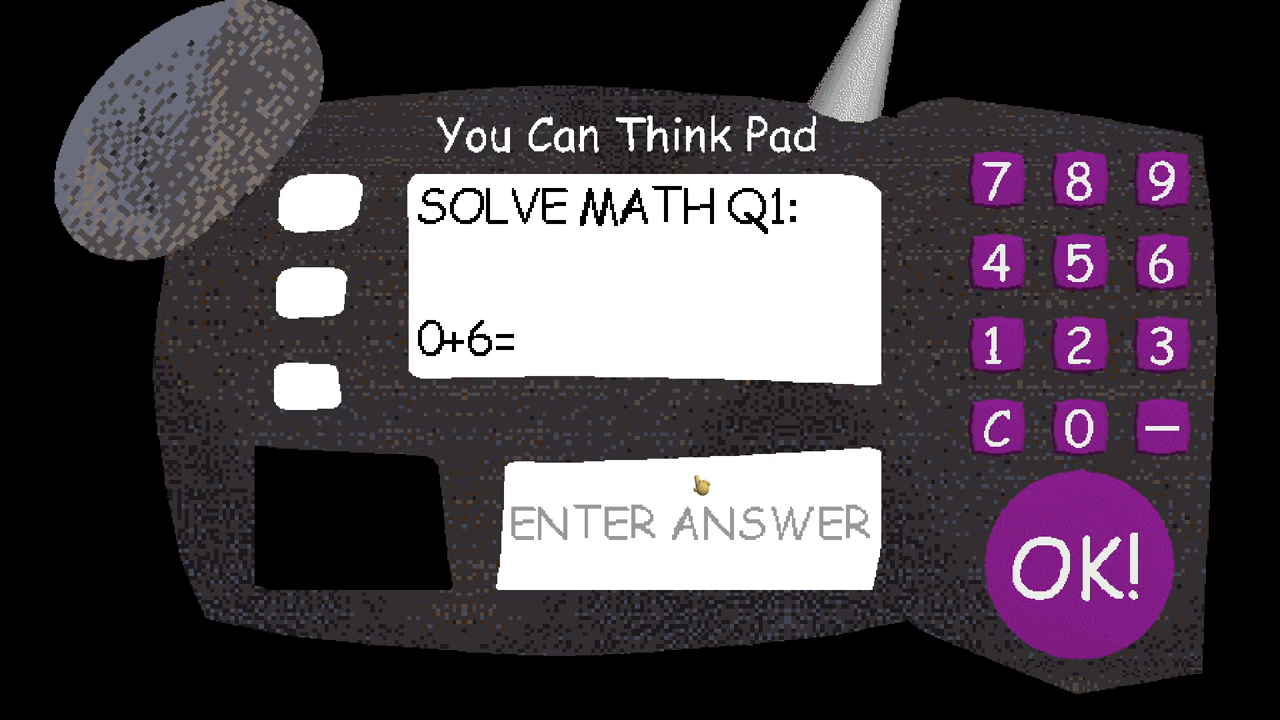 You Can Think Pad
SOLVE MATH Q1:
0+6=
ENTER ANSWER
7 8 9
4 5 6
1 2 3
C 0 —
OK!